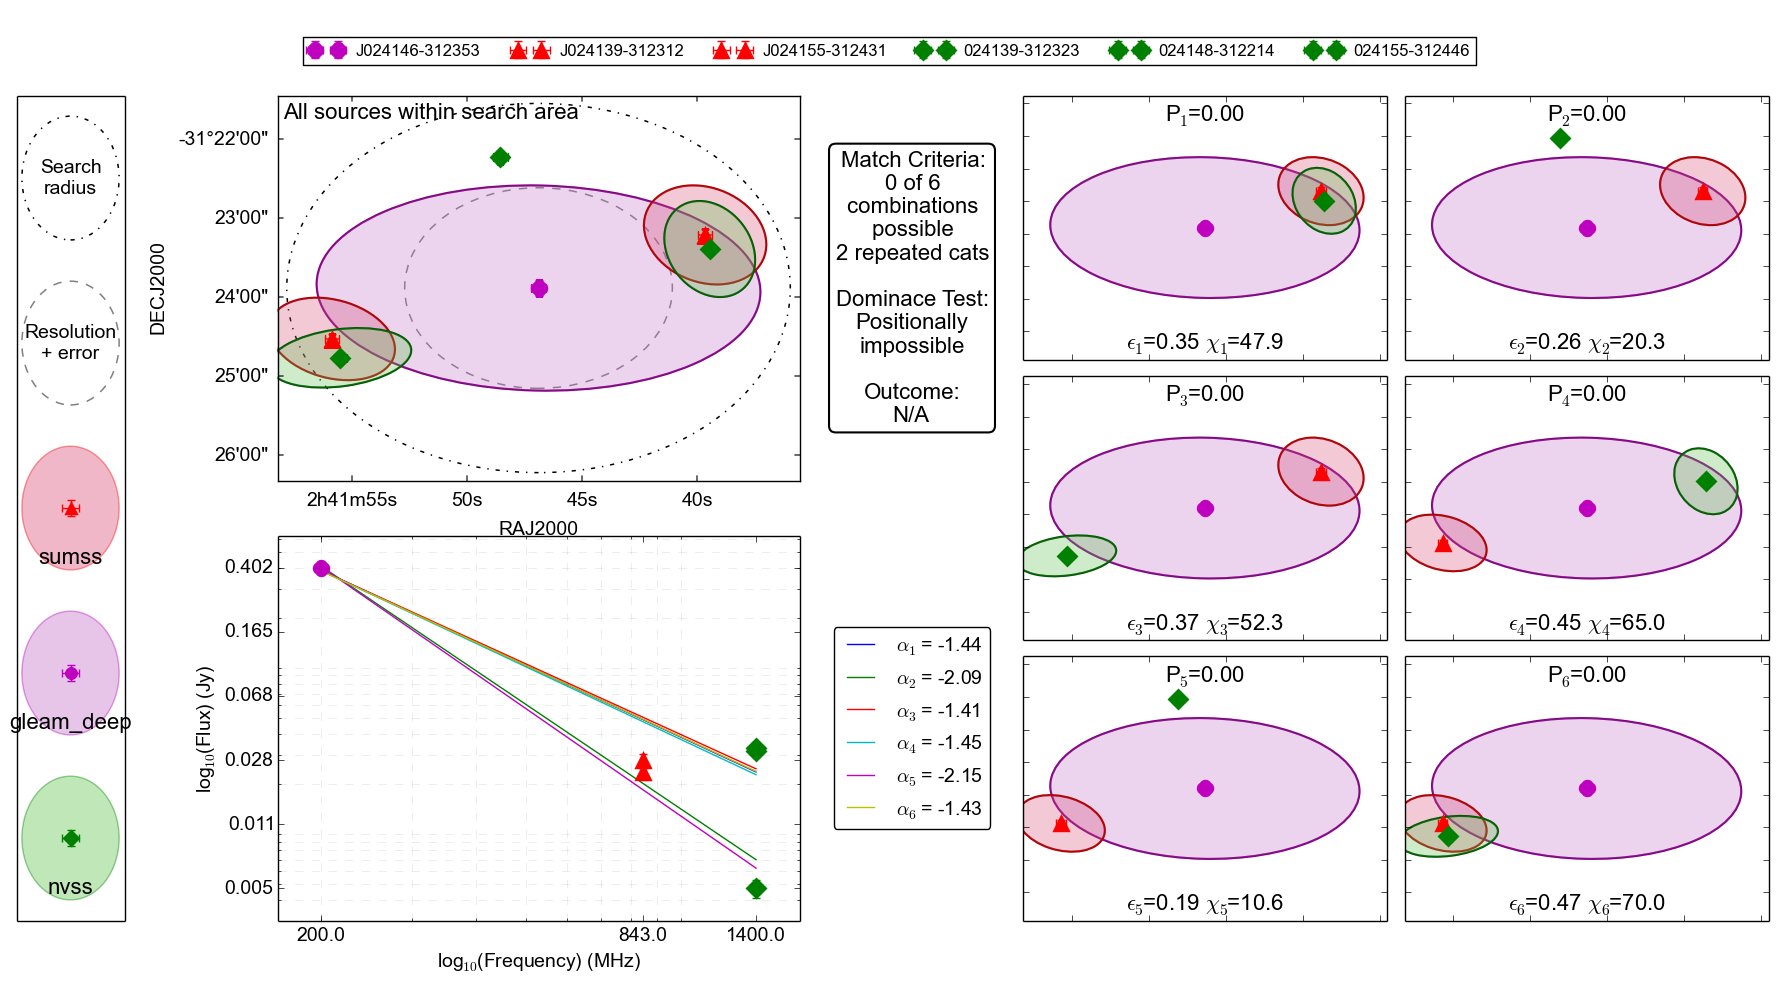 J024146-312353 J024139-312312 J024155-312431 024139-312323 024148-312214 024155-312446
Search
radius
Resolution
+ error
sumss
gleam_deep
nvss
All sources within search area
-31°22'00"
23'00"
24'00"
25'00"
26'00"
DECJ2000
2h41m55s 50s 45s 40s
RAJ2000
Match Criteria:
0 of 6
combinations
possible
2 repeated cats
Dominace Test:
Positionally
impossible
Outcome:
N/A
0.402
0.165
0.068
0.028
0.011
0.005
log₁₀(Flux) (Jy)
200.0 843.0 1400.0
log₁₀(Frequency) (MHz)
α₁ = -1.44
α₂ = -2.09
α₃ = -1.41
α₄ = -1.45
α₅ = -2.15
α₆ = -1.43
P₁=0.00
ϵ₁=0.35 χ₁=47.9
P₂=0.00
ϵ₂=0.26 χ₂=20.3
P₃=0.00
ϵ₃=0.37 χ₃=52.3
P₄=0.00
ϵ₄=0.45 χ₄=65.0
P₅=0.00
ϵ₅=0.19 χ₅=10.6
P₆=0.00
ϵ₆=0.47 χ₆=70.0